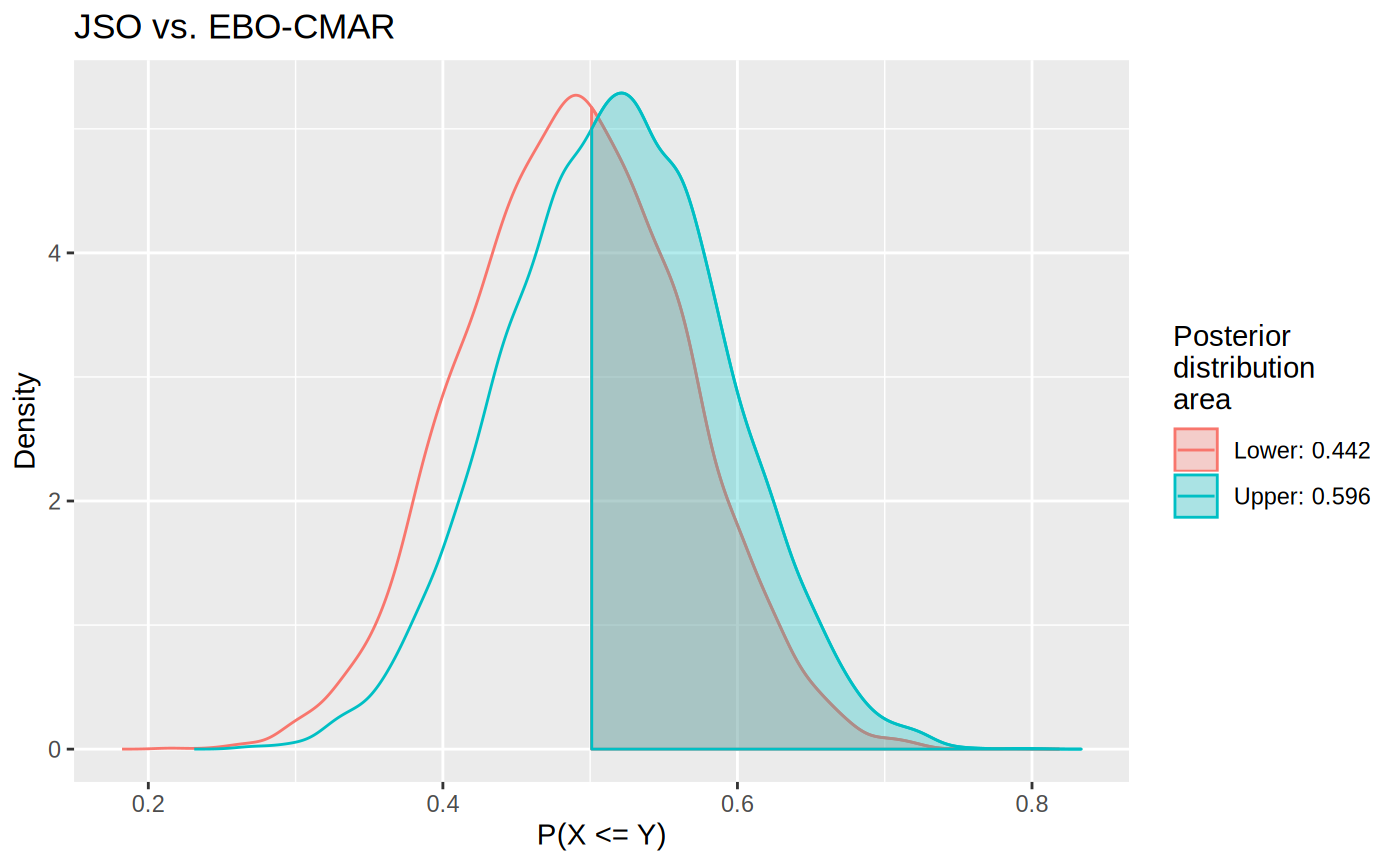 JSO vs. EBO-CMAR
Density
4
2
0
0.2
0.4
0.6
0.8
P(X <= Y)
Posterior
distribution
area
Lower: 0.442
Upper: 0.596